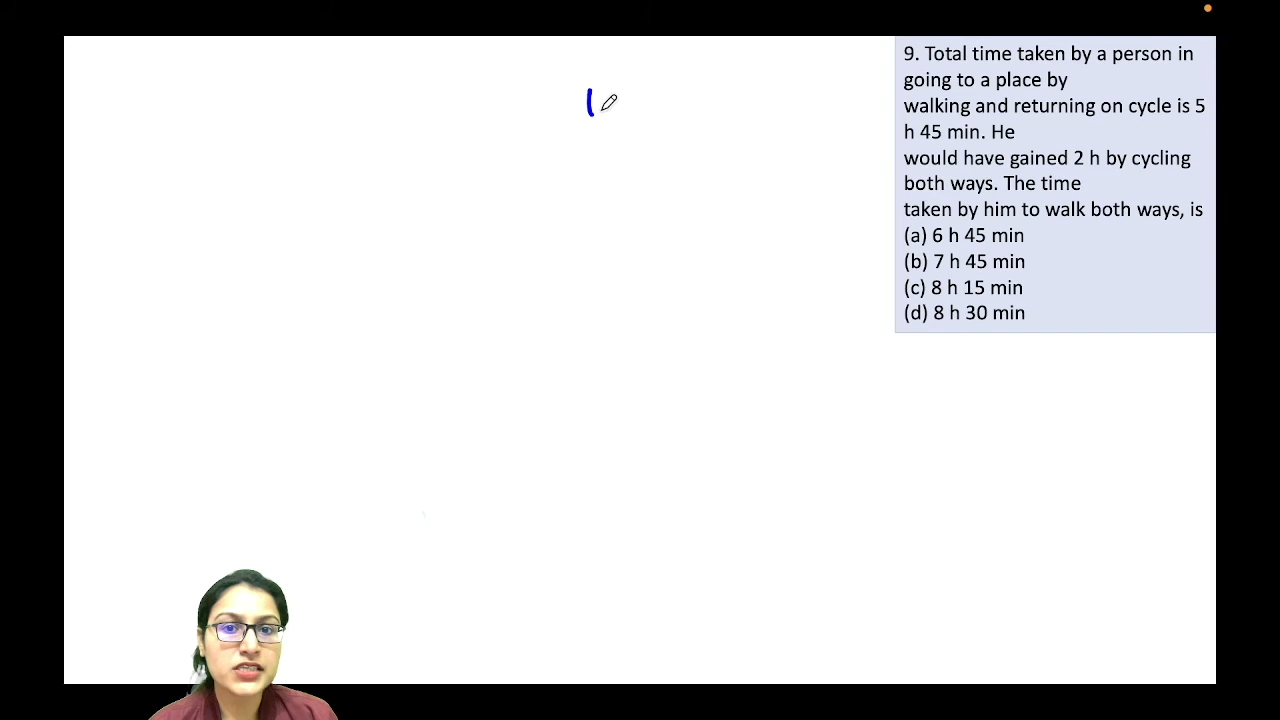 9. Total time taken by a person in
going to a place by
walking and returning on cycle is 5
h 45 min. He
would have gained 2 h by cycling
both ways. The time
taken by him to walk both ways, is
(a) 6 h 45 min
(b) 7 h 45 min
(c) 8 h 15 min
(d) 8 h 30 min